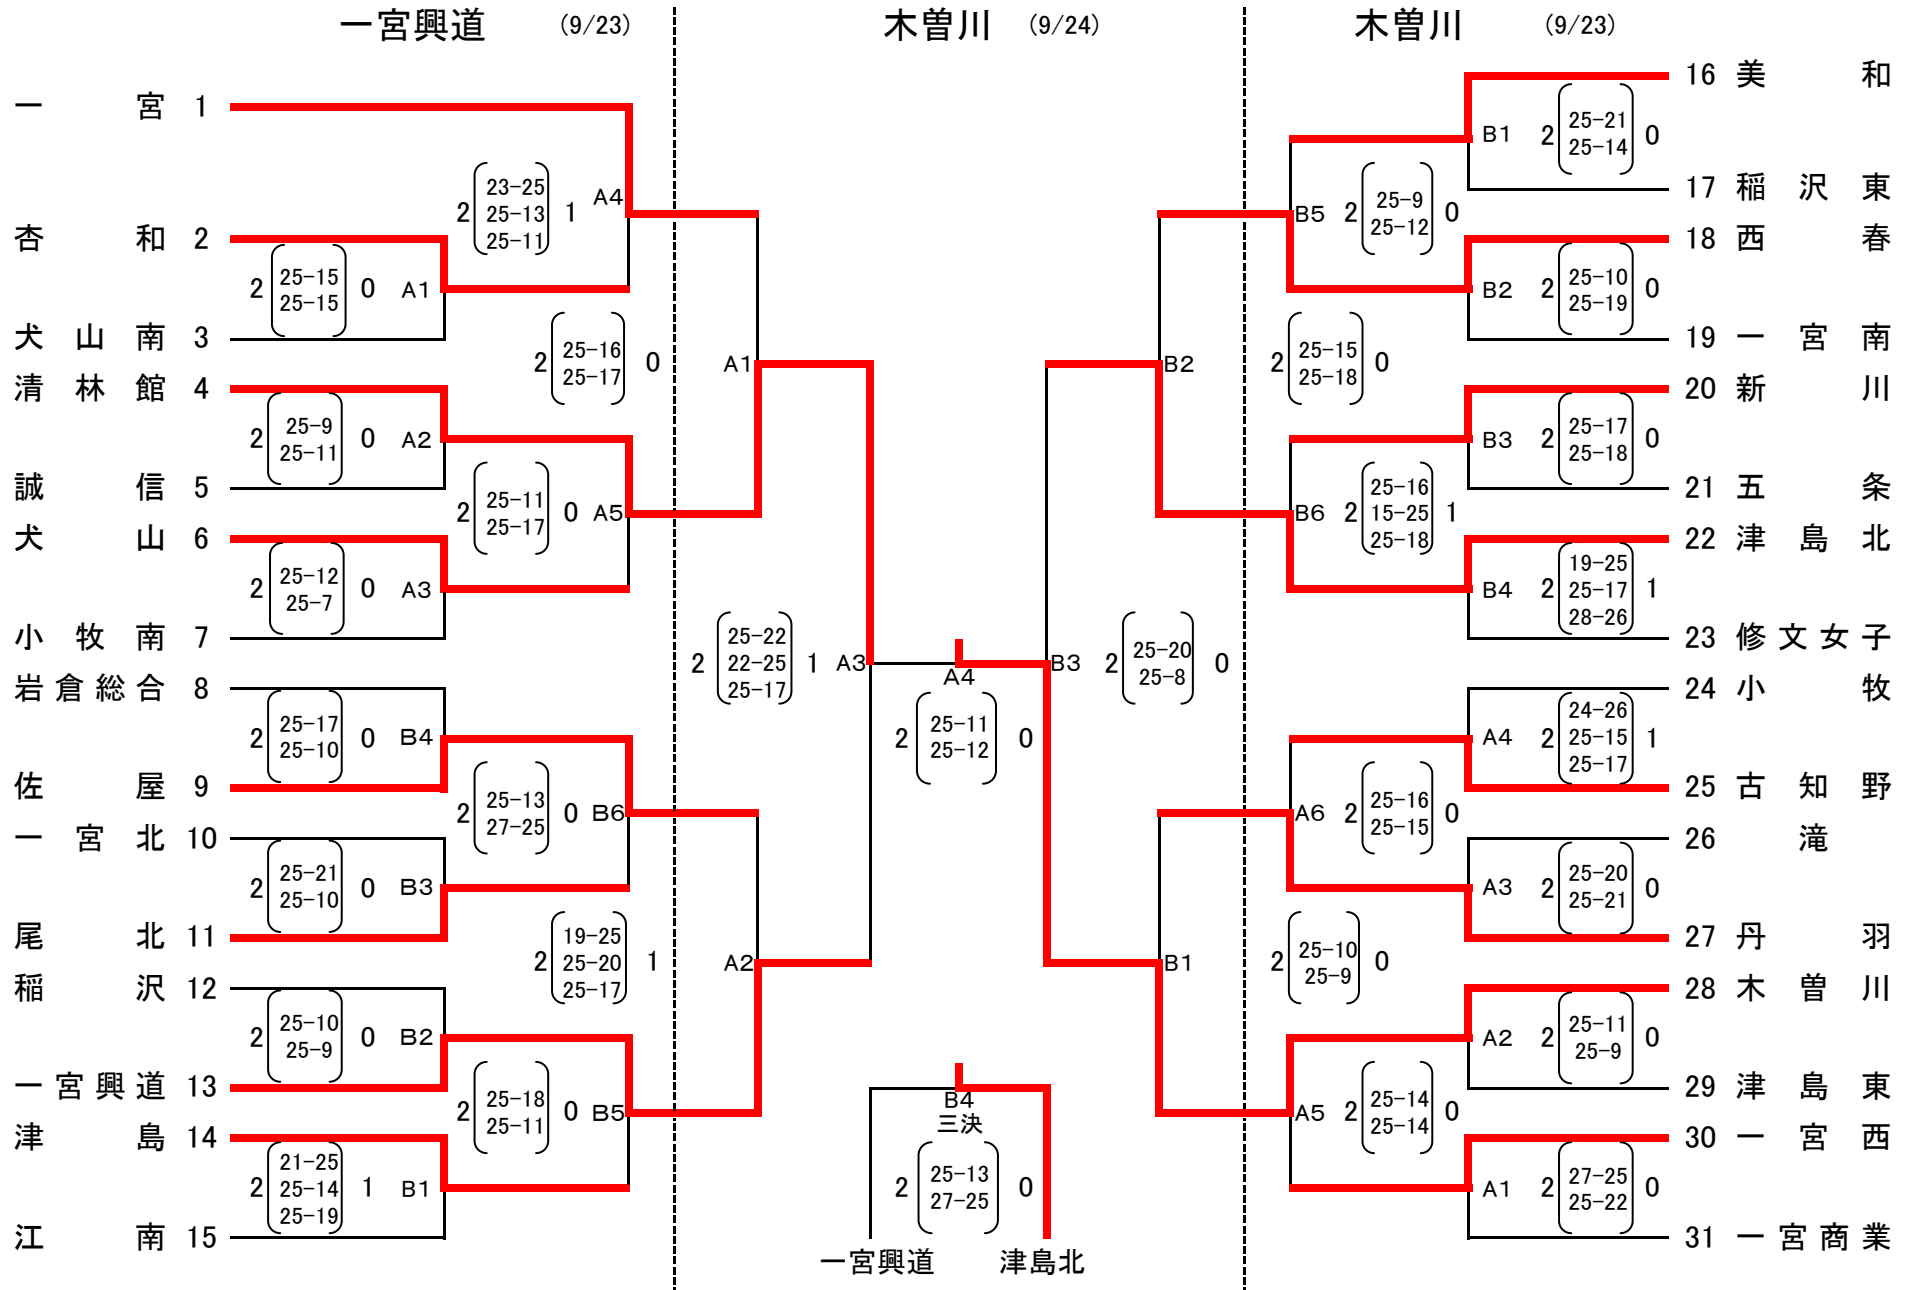 一宮興道 (9/23)
木曽川 (9/24)
木曽川 (9/23)
一宮 1
杏和 2
犬山南 3
清林館 4
誠信 5
犬山 6
小牧南 7
岩倉総合 8
佐屋 9
一宮北 10
尾北 11
稲沢 12
一宮興道 13
津島 14
江南 15
2 25-15 0 A1
25-15
2 25-9 0 A2
25-11
2 25-12 0 A3
25-7
2 25-17 0 B4
25-10
2 25-21 0 B3
25-10
2 25-10 0 B2
25-9
21-25
2 25-14 1 B1
25-19
23-25
2 25-13 1 A4
25-11
2 25-11 0 A5
25-17
2 25-13 0 B6
27-25
2 25-18 0 B5
25-11
2 25-16 0 A1
25-17
19-25
2 25-20 1 A2
25-17
25-22
2 22-25 1 A3
25-17
A4
2 25-11 0
25-12
B4
三決
2 25-13 0
27-25
一宮興道 津島北
B3 2 25-20 0
25-8
B2 2 25-15 0
25-18
B1 2 25-10 0
25-9
B5 2 25-9 0
25-12
25-16
B6 2 15-25 1
25-18
A6 2 25-16 0
25-15
A5 2 25-14 0
25-14
B1 2 25-21 0
25-14
B2 2 25-10 0
25-19
B3 2 25-17 0
25-18
19-25
B4 2 25-17 1
28-26
24-26
A4 2 25-15 1
25-17
A3 2 25-20 0
25-21
A2 2 25-11 0
25-9
A1 2 27-25 0
25-22
16 美和
17 稲沢東
18 西春
19 一宮南
20 新川
21 五条
22 津島北
23 修文女子
24 小牧
25 古知野
26 滝
27 丹羽
28 木曽川
29 津島東
30 一宮西
31 一宮商業